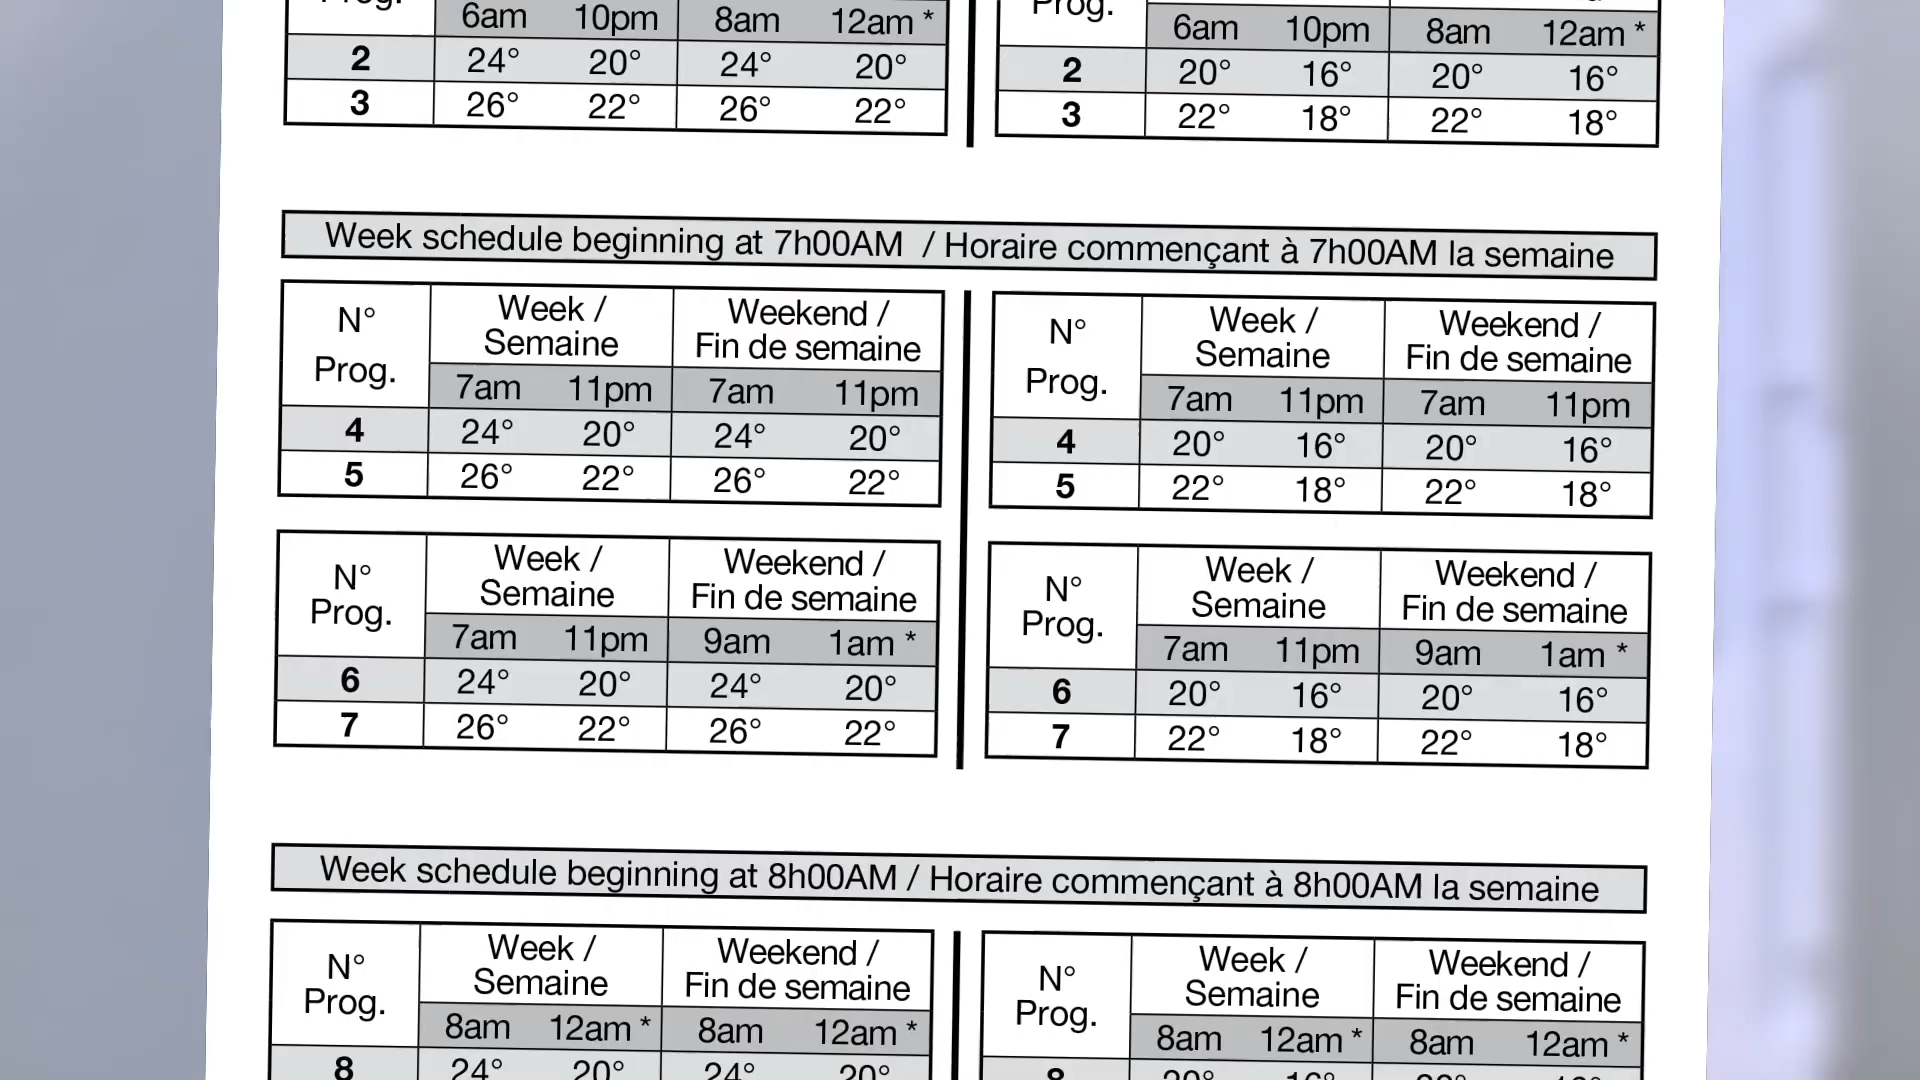 Prog.
6am 10pm 8am 12am *
2 24° 20° 24° 20°
3 26° 22° 26° 22°
Prog.
6am 10pm 8am 12am *
2 20° 16° 20° 16°
3 22° 18° 22° 18°
Week schedule beginning at 7h00AM / Horaire commençant à 7h00AM la semaine
N° Prog.
Week / Semaine
Weekend / Fin de semaine
7am 11pm 7am 11pm
4 24° 20° 24° 20°
5 26° 22° 26° 22°
N° Prog.
Week / Semaine
Weekend / Fin de semaine
7am 11pm 7am 11pm
4 20° 16° 20° 16°
5 22° 18° 22° 18°
N° Prog.
Week / Semaine
Weekend / Fin de semaine
7am 11pm 9am 1am *
6 24° 20° 24° 20°
7 26° 22° 26° 22°
N° Prog.
Week / Semaine
Weekend / Fin de semaine
7am 11pm 9am 1am *
6 20° 16° 20° 16°
7 22° 18° 22° 18°
Week schedule beginning at 8h00AM / Horaire commençant à 8h00AM la semaine
N° Prog.
Week / Semaine
Weekend / Fin de semaine
8am 12am * 8am 12am *
8 24° 20° 24° 20°
N° Prog.
Week / Semaine
Weekend / Fin de semaine
8am 12am * 8am 12am *
8